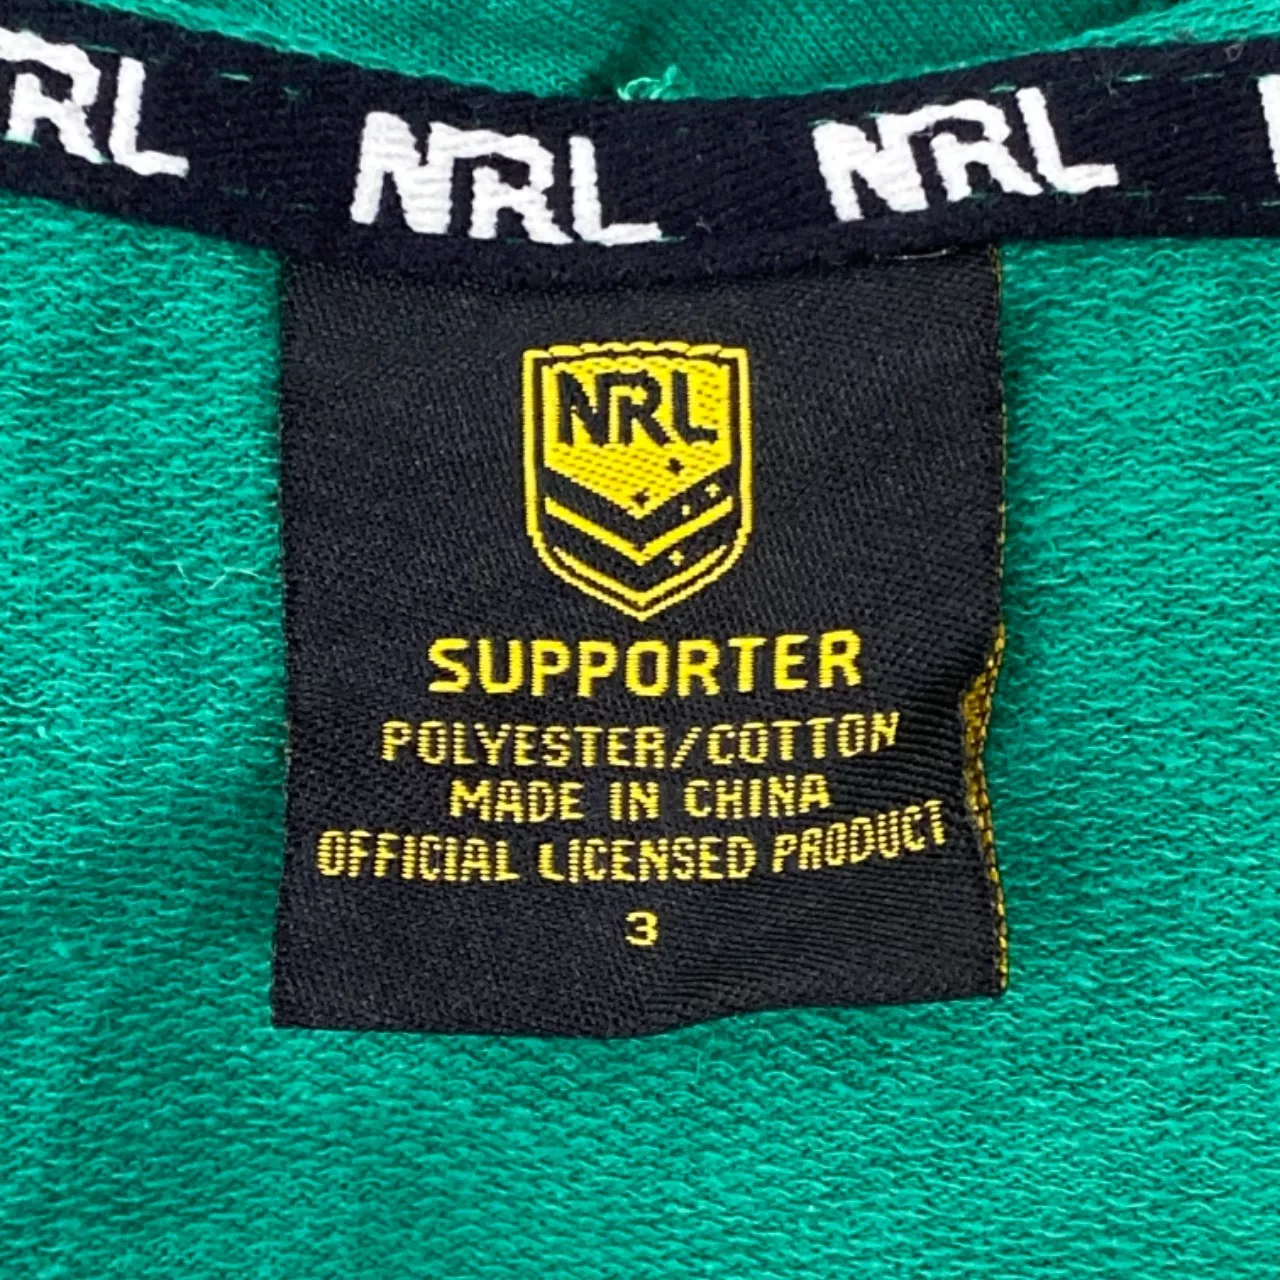 NRL NRL NRL
NRL
SUPPORTER
POLYESTER/COTTON
MADE IN CHINA
OFFICIAL LICENSED PRODUCT
3